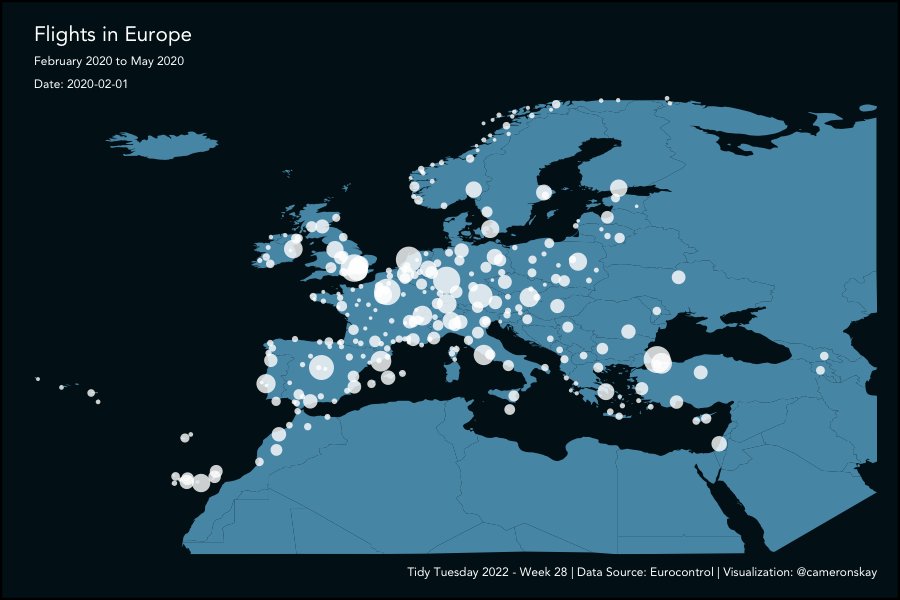 Flights in Europe
February 2020 to May 2020
Date: 2020-02-01
Tidy Tuesday 2022 - Week 28 | Data Source: Eurocontrol | Visualization: @cameronskay